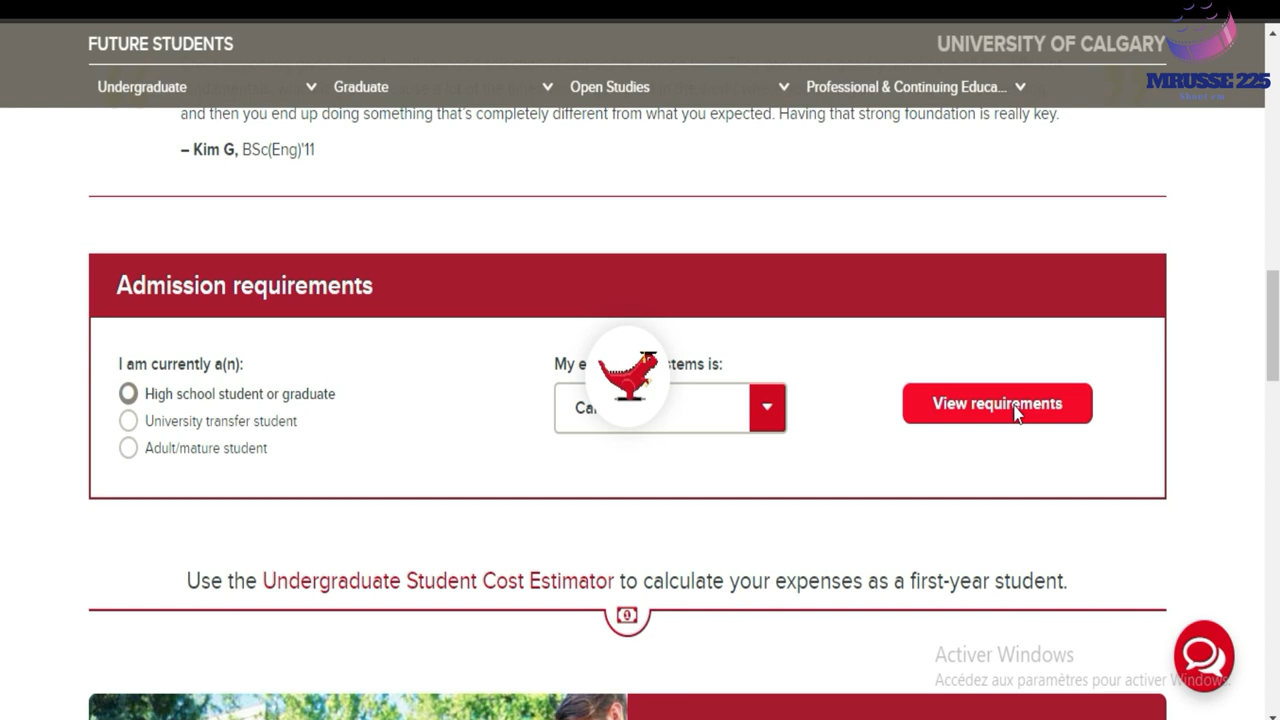 FUTURE STUDENTS
UNIVERSITY OF CALGARY
MRUSSE 225
Undergraduate
Graduate
Open Studies
Professional & Continuing Educa...
and then you end up doing something that's completely different from what you expected. Having that strong foundation is really key.
– Kim G, BSc(Eng)'11
Admission requirements
I am currently a(n):
High school student or graduate
University transfer student
Adult/mature student
My e stems is:
Ca
View requirements
Use the Undergraduate Student Cost Estimator to calculate your expenses as a first-year student.
Activer Windows
Accédez aux paramètres pour activer Windows.